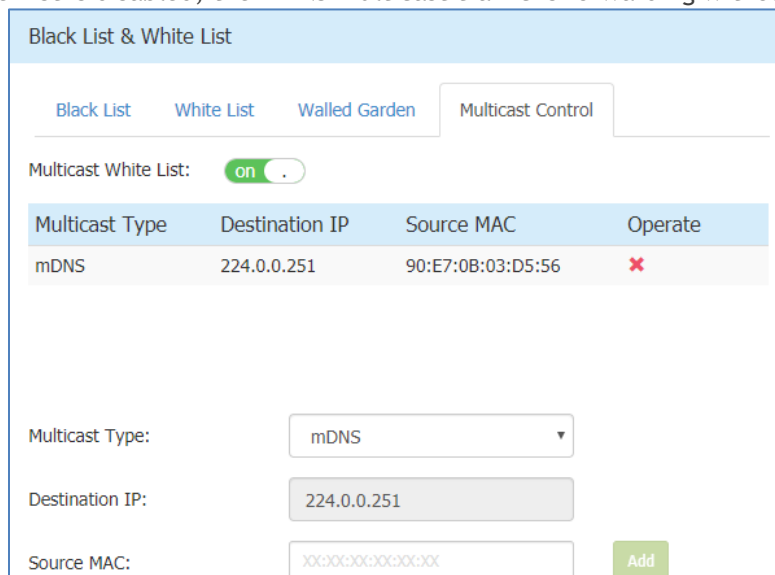 Black List & White List
Black List White List Walled Garden Multicast Control
Multicast White List: on .
Multicast Type Destination IP Source MAC Operate
mDNS 224.0.0.251 90:E7:0B:03:D5:56
Multicast Type: mDNS
Destination IP: 224.0.0.251
Source MAC: XX:XX:XX:XX:XX:XX Add